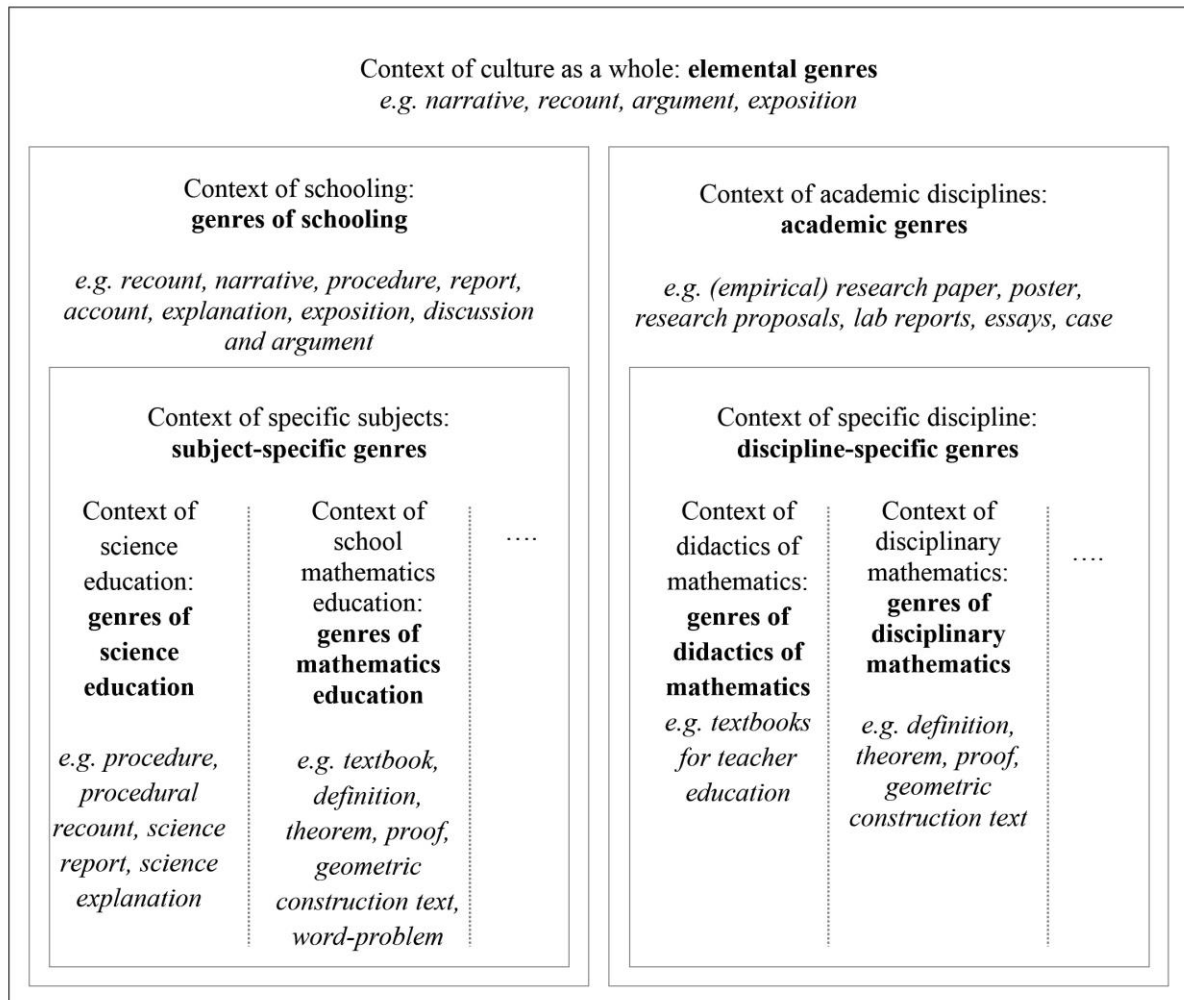 Context of culture as a whole: elemental genres
e.g. narrative, recount, argument, exposition
Context of schooling:
genres of schooling
e.g. recount, narrative, procedure, report,
account, explanation, exposition, discussion
and argument
Context of specific subjects:
subject-specific genres
Context of
science
education:
genres of
science
education
e.g. procedure,
procedural
recount, science
report, science
explanation
Context of
school
mathematics
education:
genres of
mathematics
education
e.g. textbook,
definition,
theorem, proof,
geometric
construction text,
word-problem
....
Context of academic disciplines:
academic genres
e.g. (empirical) research paper, poster,
research proposals, lab reports, essays, case
Context of specific discipline:
discipline-specific genres
Context of
didactics of
mathematics:
genres of
didactics of
mathematics
e.g. textbooks
for teacher
education
Context of
disciplinary
mathematics:
genres of
disciplinary
mathematics
e.g. definition,
theorem, proof,
geometric
construction text
....